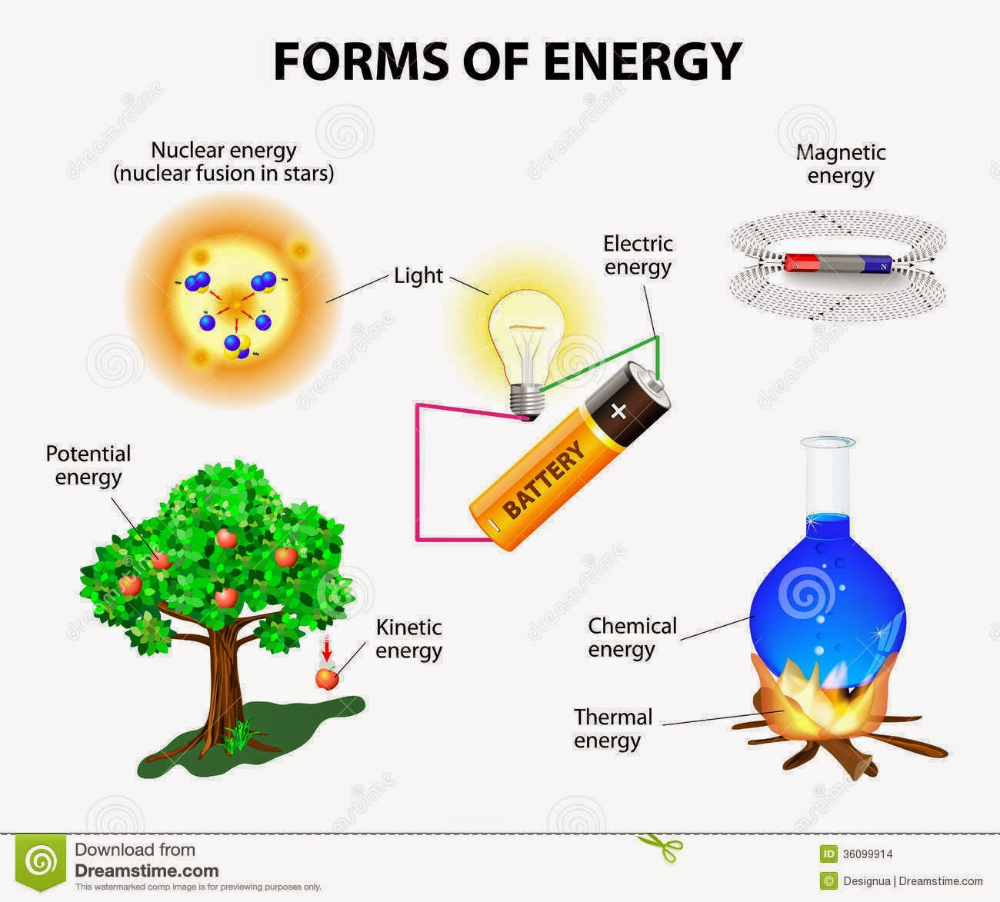 FORMS OF ENERGY
Nuclear energy
(nuclear fusion in stars)
Magnetic
energy
Electric
energy
Light
S
N
+
BATTERY
Potential
energy
Kinetic
energy
Chemical
energy
Thermal
energy
dreamstime.
Download from
Dreamstime.com
This watermarked comp image is for previewing purposes only.
ID 36099914
© Designua | Dreamstime.com